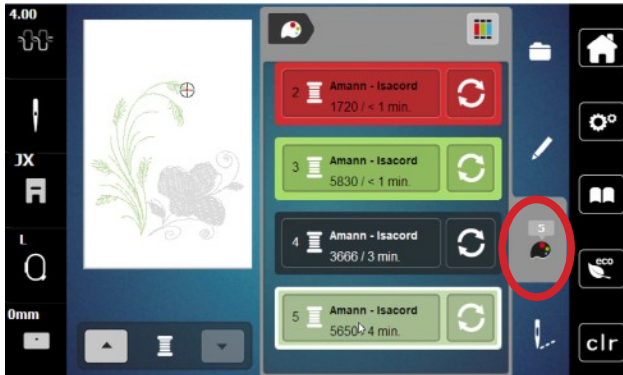 4.00
JX
L
0mm
2 Amann - Isacord
1720 / < 1 min.
3 Amann - Isacord
5830 / < 1 min.
4 Amann - Isacord
3666 / 3 min.
5 Amann - Isacord
5650 / 4 min.
5
eco
clr